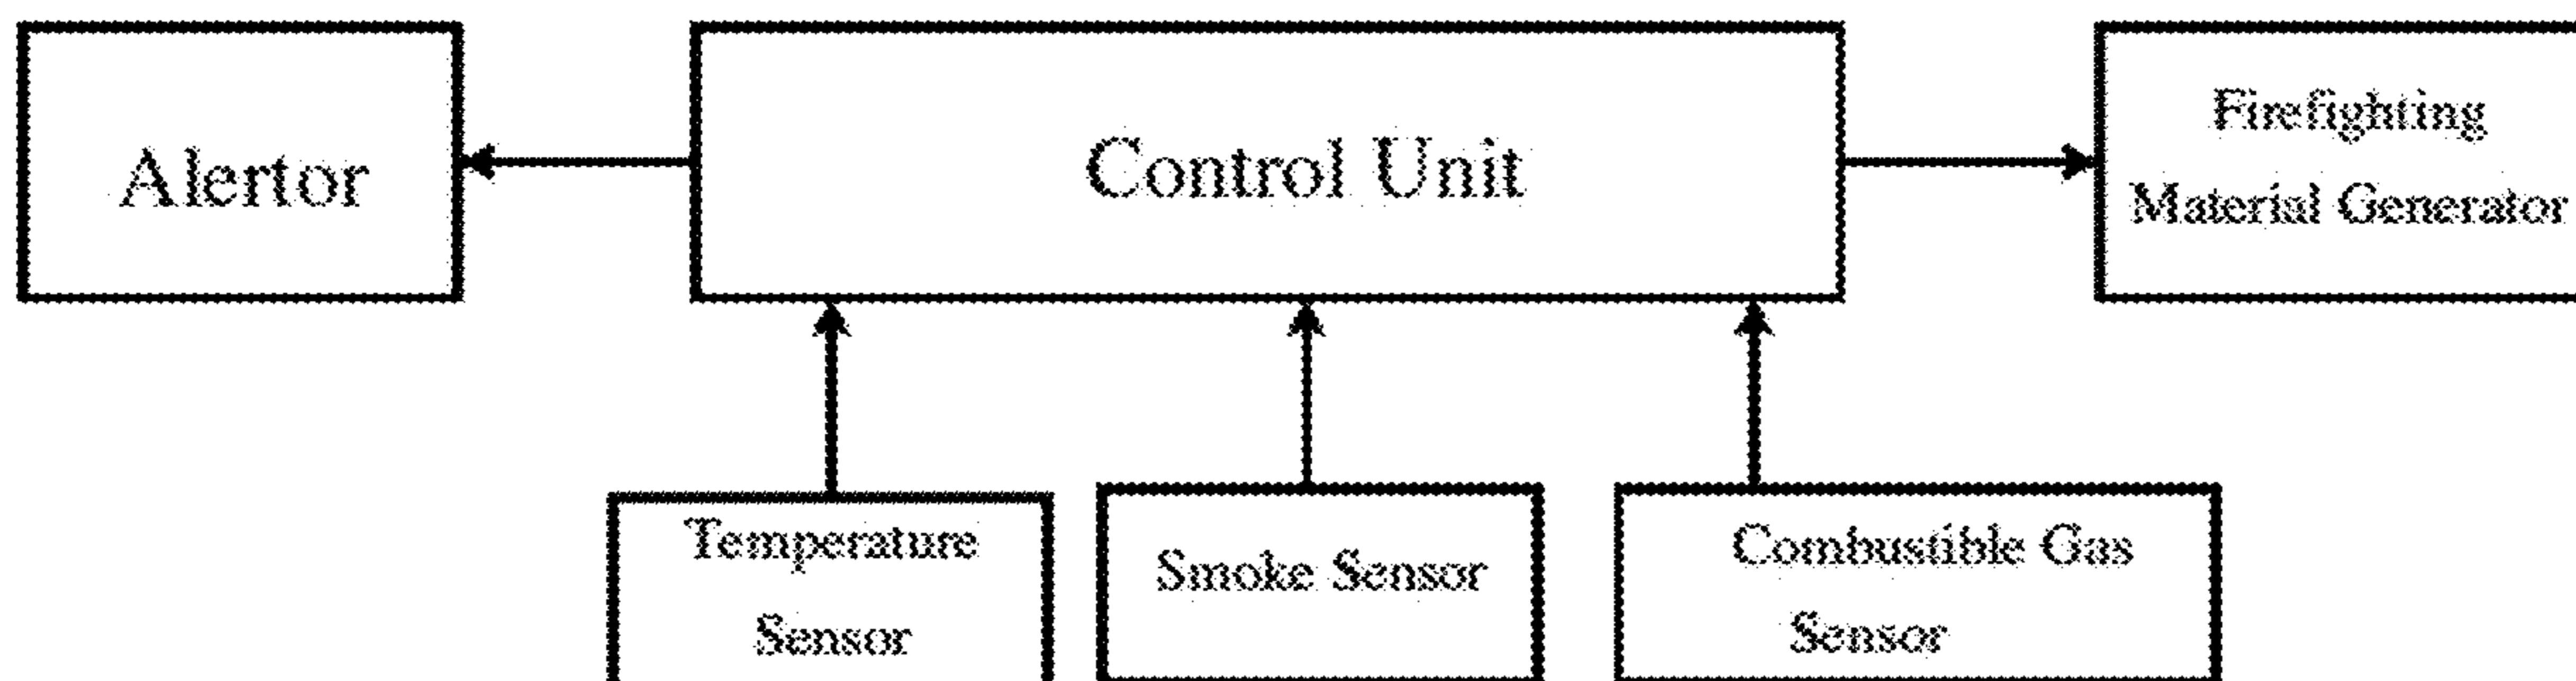 Alertor
Control Unit
Firefighting
Material Generator
Temperature
Sensor
Smoke Sensor
Combustible Gas
Sensor